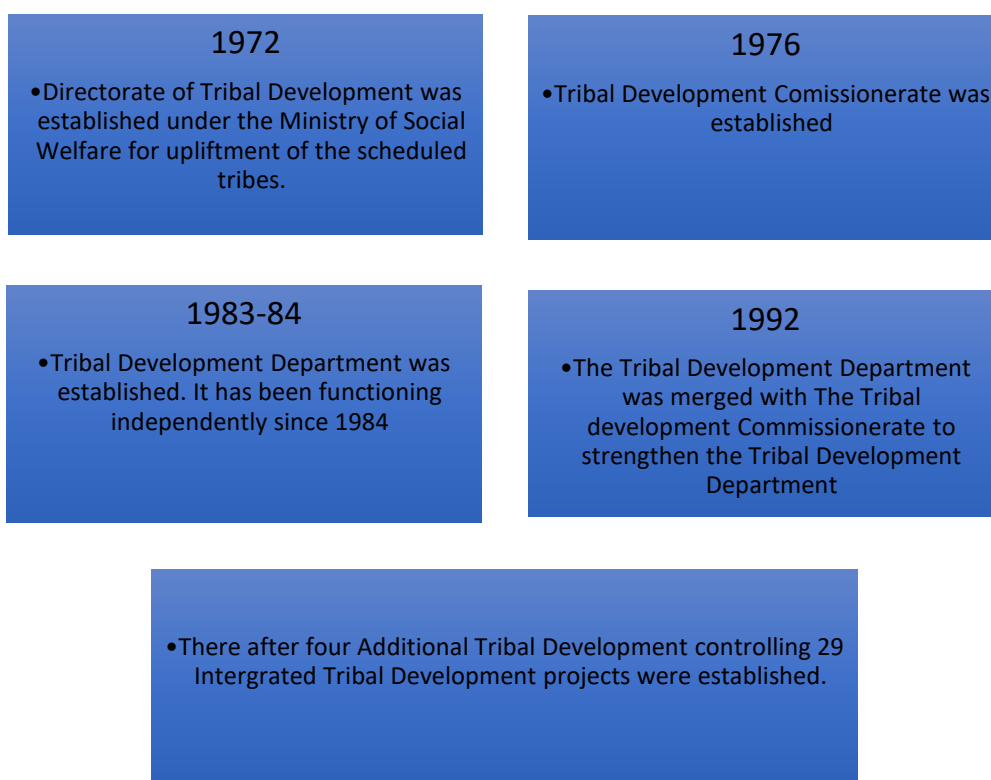 1972
•Directorate of Tribal Development was
established under the Ministry of Social
Welfare for upliftment of the scheduled
tribes.
1976
•Tribal Development Comissionerate was
established
1983-84
•Tribal Development Department was
established. It has been functioning
independently since 1984
1992
•The Tribal Development Department
was merged with The Tribal
development Commissionerate to
strengthen the Tribal Development
Department
•There after four Additional Tribal Development controlling 29
Intergrated Tribal Development projects were established.